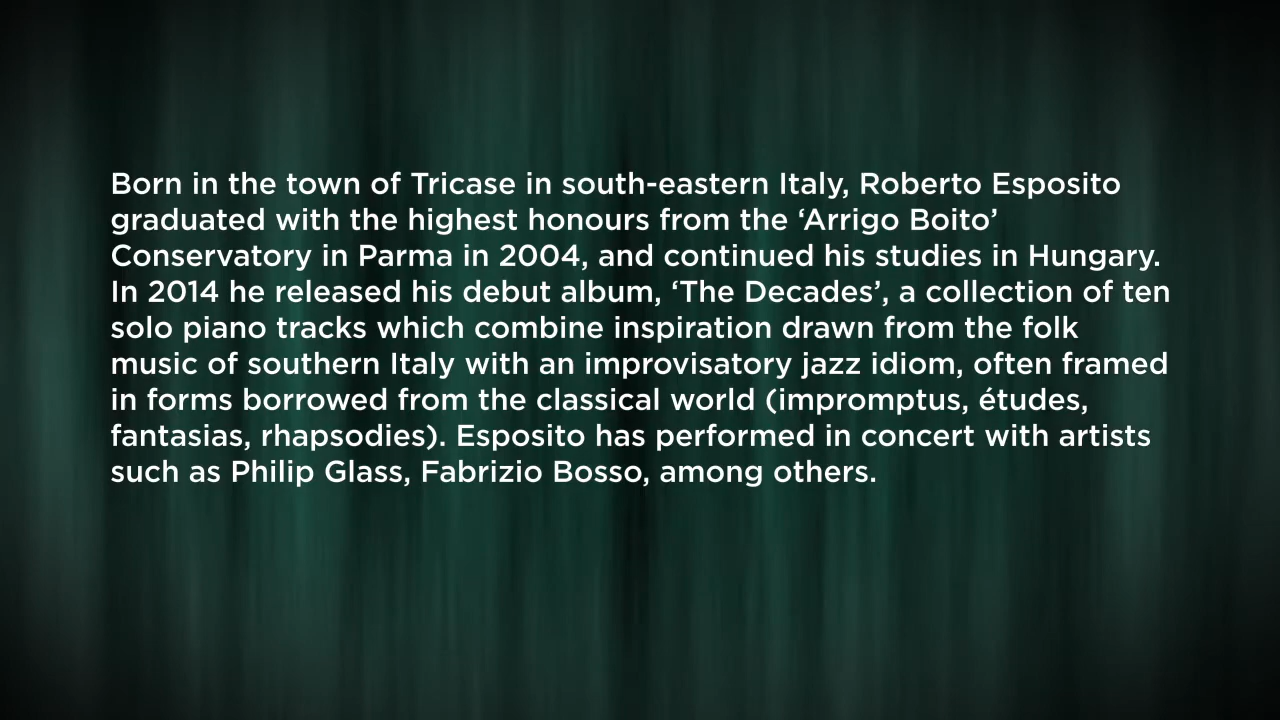 Born in the town of Tricase in south-eastern Italy, Roberto Esposito
graduated with the highest honours from the ‘Arrigo Boito’
Conservatory in Parma in 2004, and continued his studies in Hungary.
In 2014 he released his debut album, ‘The Decades’, a collection of ten
solo piano tracks which combine inspiration drawn from the folk
music of southern Italy with an improvisatory jazz idiom, often framed
in forms borrowed from the classical world (impromptus, études,
fantasias, rhapsodies). Esposito has performed in concert with artists
such as Philip Glass, Fabrizio Bosso, among others.